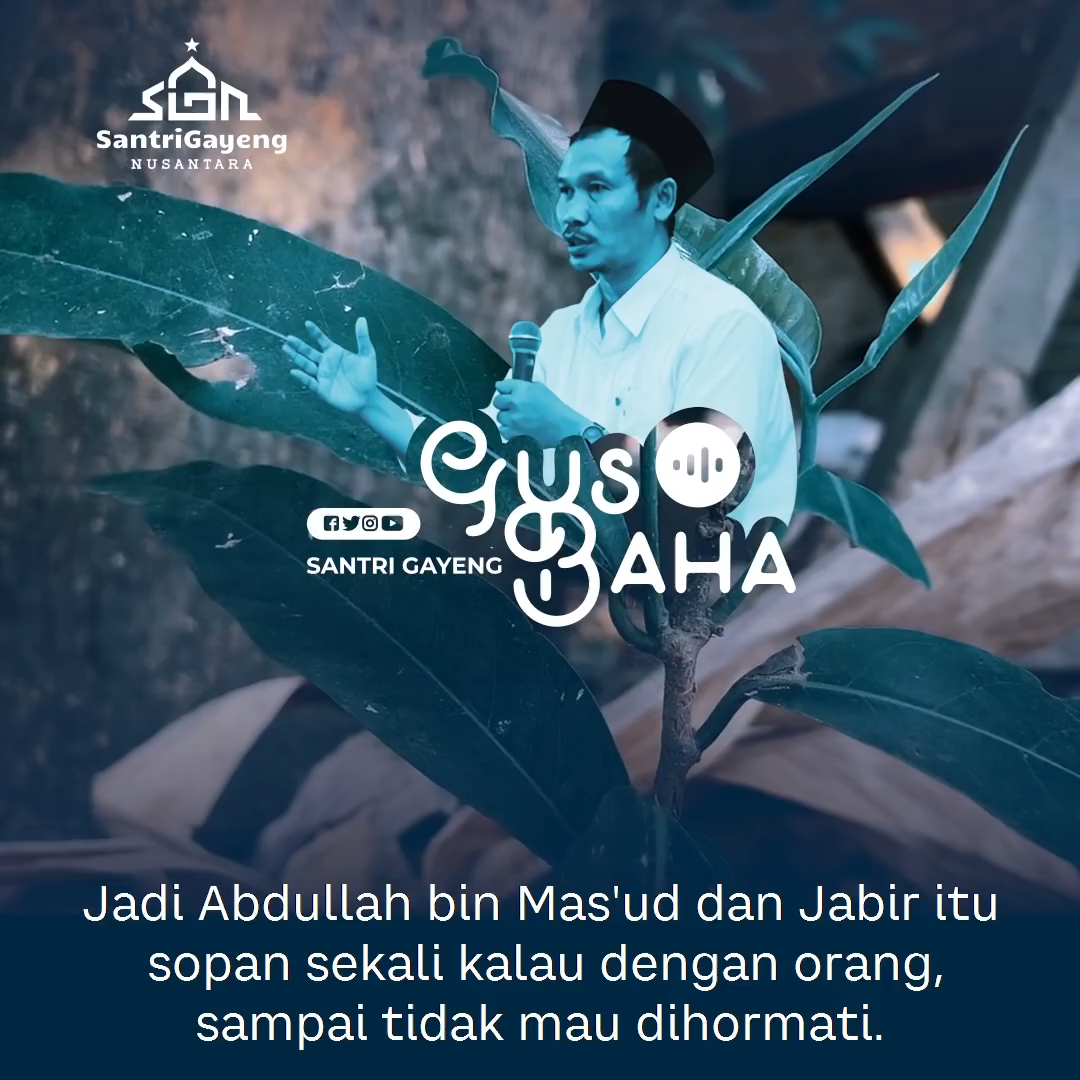 SIGN
SantriGayeng
NUSANTARA
Gus
Baha
SANTRI GAYENG
Jadi Abdullah bin Mas'ud dan Jabir itu
sopan sekali kalau dengan orang,
sampai tidak mau dihormati.